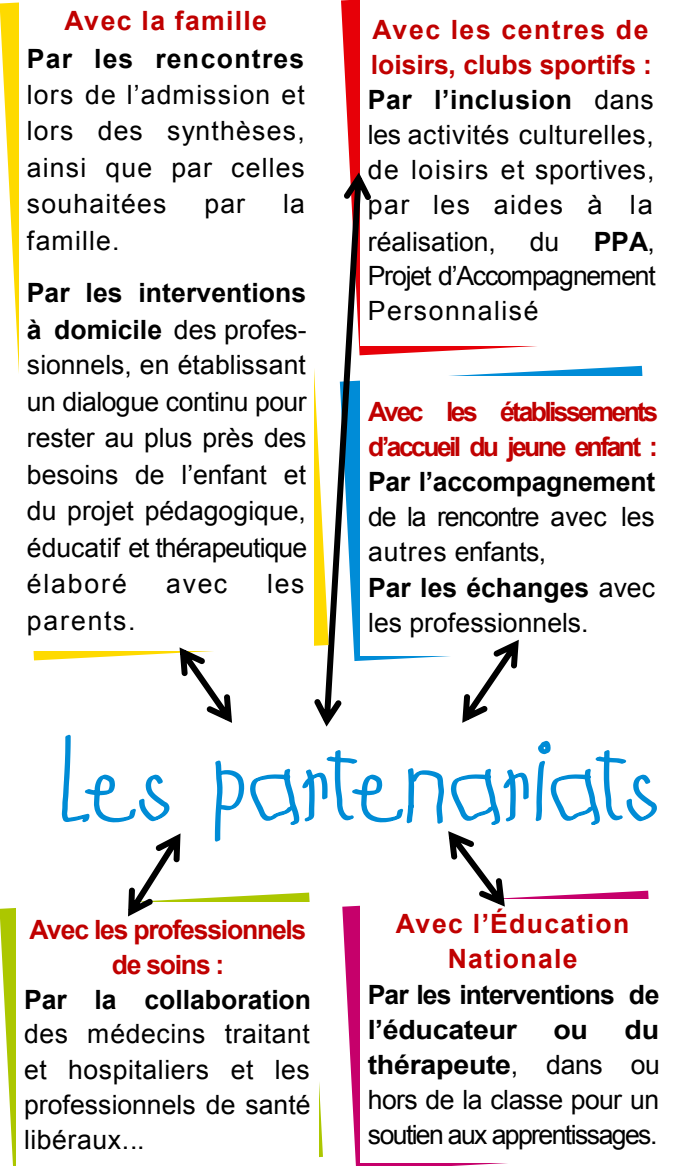 Avec la famille
Par les rencontres
lors de l'admission et
lors des synthèses,
ainsi que par celles
souhaitées par la
famille.
Par les interventions
à domicile des profes-
sionnels, en établissant
un dialogue continu pour
rester au plus près des
besoins de l'enfant et
du projet pédagogique,
éducatif et thérapeutique
élaboré avec les
parents.
Avec les centres de
loisirs, clubs sportifs :
Par l'inclusion dans
les activités culturelles,
de loisirs et sportives,
par les aides à la
réalisation, du PPA,
Projet d'Accompagnement
Personnalisé
Avec les établissements
d'accueil du jeune enfant :
Par l'accompagnement
de la rencontre avec les
autres enfants,
Par les échanges avec
les professionnels.
Les partenariats
Avec les professionnels
de soins :
Par la collaboration
des médecins traitant
et hospitaliers et les
professionnels de santé
libéraux...
Avec l'Éducation
Nationale
Par les interventions de
l'éducateur ou du
thérapeute, dans ou
hors de la classe pour un
soutien aux apprentissages.